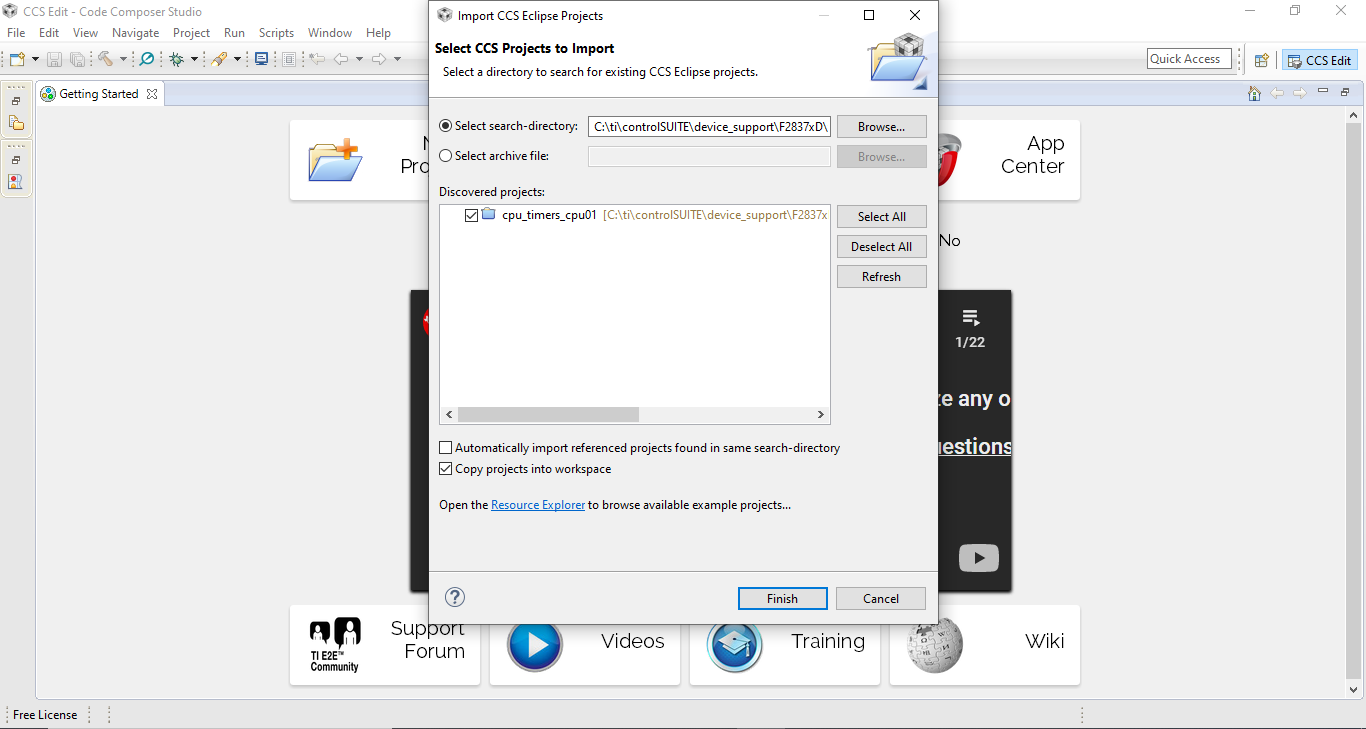 CCS Edit - Code Composer Studio
File Edit View Navigate Project Run Scripts Window Help
Quick Access
CCS Edit
Getting Started
Import CCS Eclipse Projects
Select CCS Projects to Import
Select a directory to search for existing CCS Eclipse projects.
Select search-directory:
C:\ti\controlSUITE\device_support\F2837xD\
Browse...
Select archive file:
Browse...
Discovered projects:
cpu_timers_cpu01 [C:\ti\controlSUITE\device_support\F2837x
Select All
Deselect All
Refresh
Automatically import referenced projects found in same search-directory
Copy projects into workspace
Open the Resource Explorer to browse available example projects...
Finish
Cancel
App
Center
No
1/22
any o
Support
Forum
TI E2E™
Community
Videos
Training
Wiki
Free License